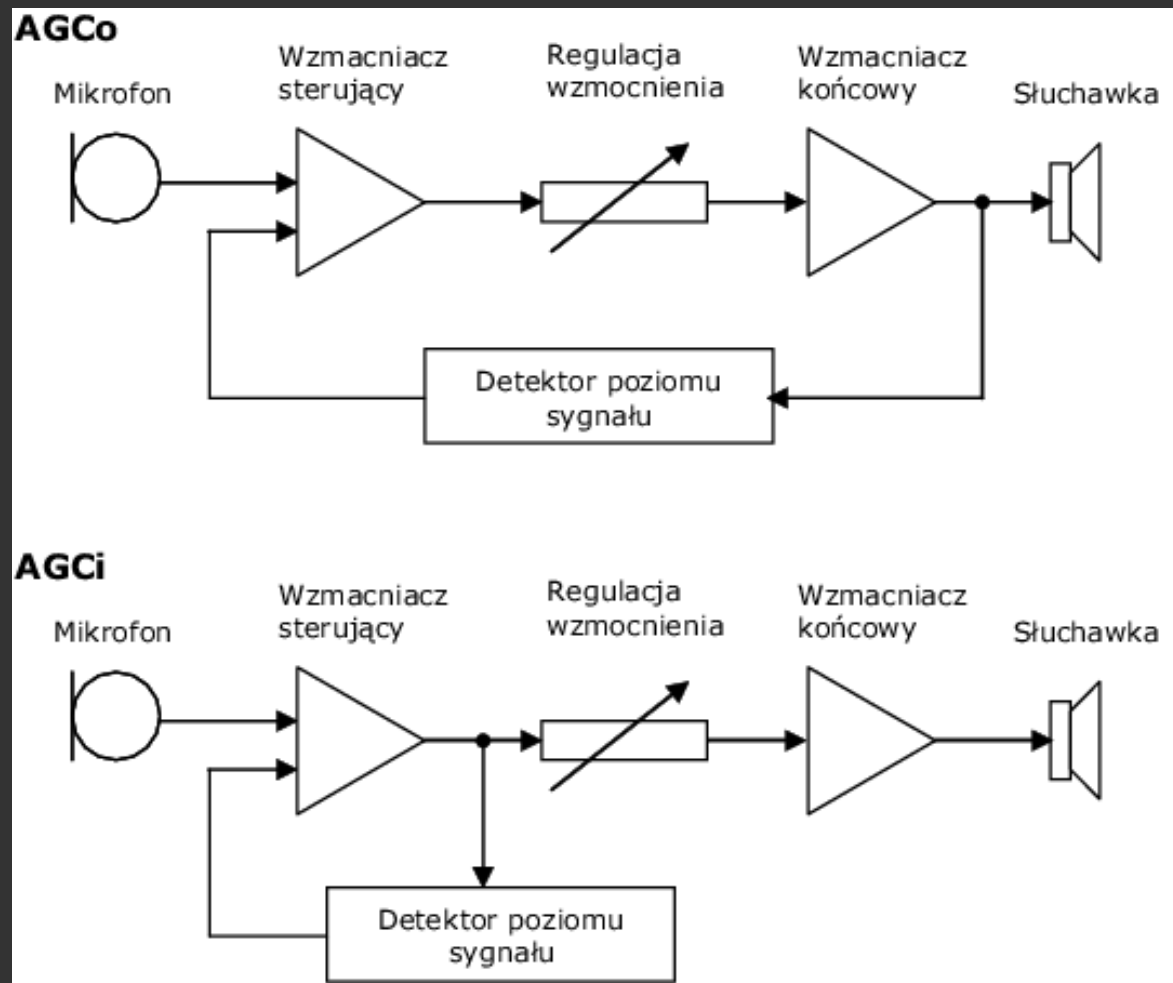 AGCo
Mikrofon
Wzmacniacz
sterujący
Regulacja
wzmocnienia
Wzmacniacz
końcowy
Słuchawka
Detektor poziomu
sygnału
AGCi
Mikrofon
Wzmacniacz
sterujący
Regulacja
wzmocnienia
Wzmacniacz
końcowy
Słuchawka
Detektor poziomu
sygnału